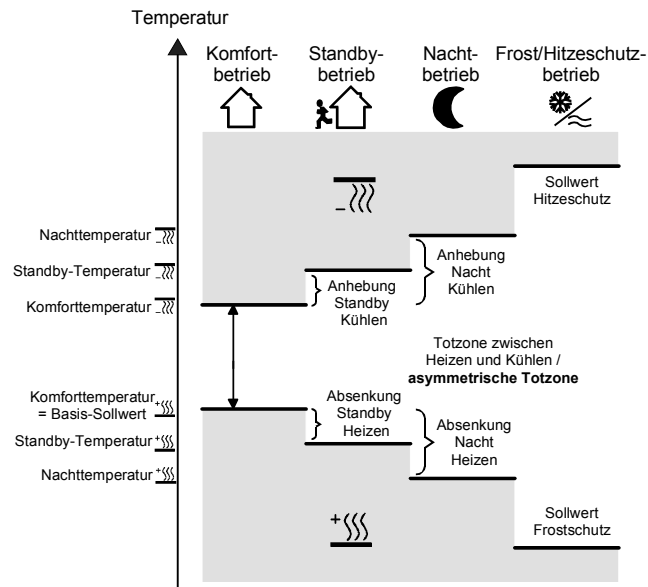 Temperatur
Komfort-
betrieb
Standby-
betrieb
Nacht-
betrieb
Frost/Hitzeschutz-
betrieb
Sollwert
Hitzeschutz
Nachttemperatur
Standby-Temperatur
Komforttemperatur
Anhebung
Standby
Kühlen
Anhebung
Nacht
Kühlen
Totzone zwischen
Heizen und Kühlen /
asymmetrische Totzone
Komforttemperatur
= Basis-Sollwert
Standby-Temperatur
Nachttemperatur
Absenkung
Standby
Heizen
Absenkung
Nacht
Heizen
Sollwert
Frostschutz